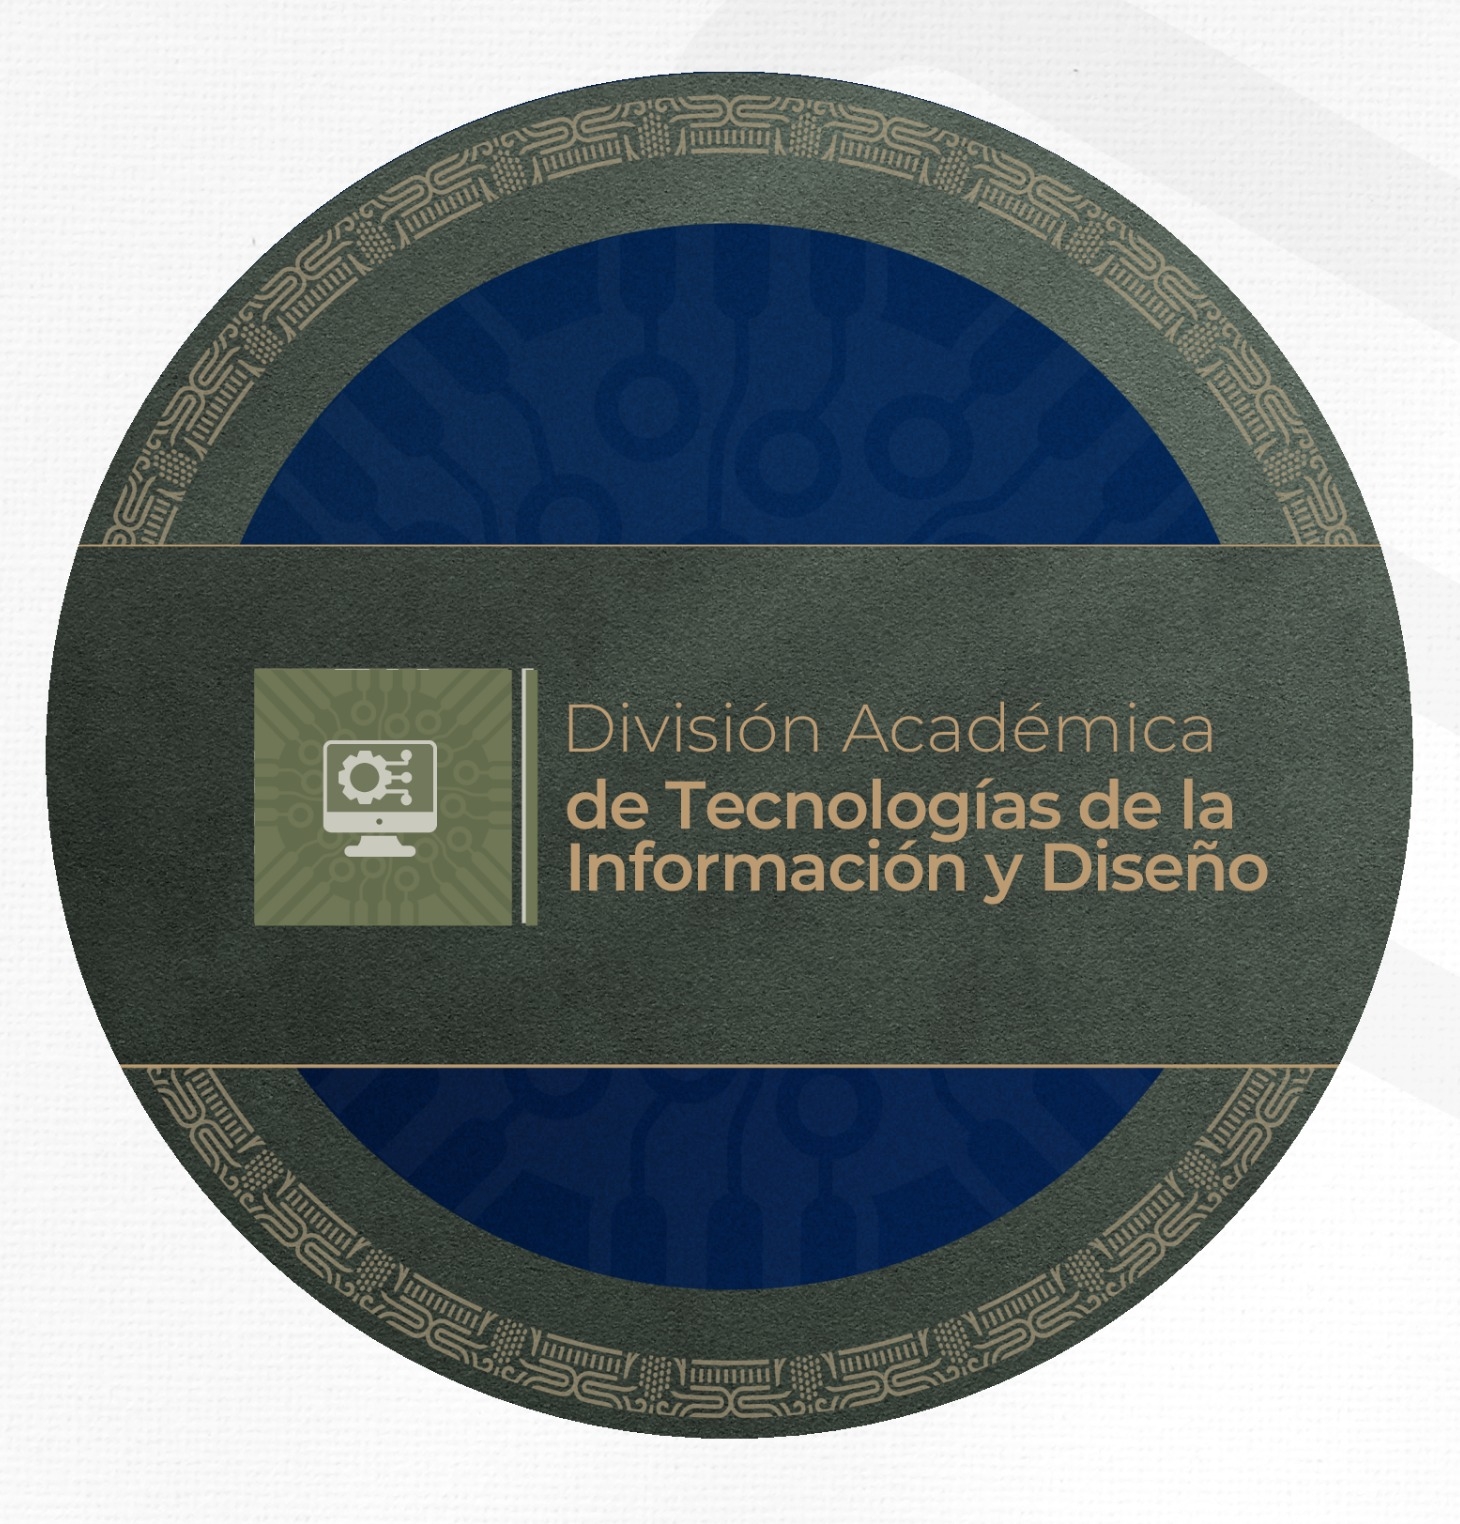 División Académica
de Tecnologías de la
Información y Diseño